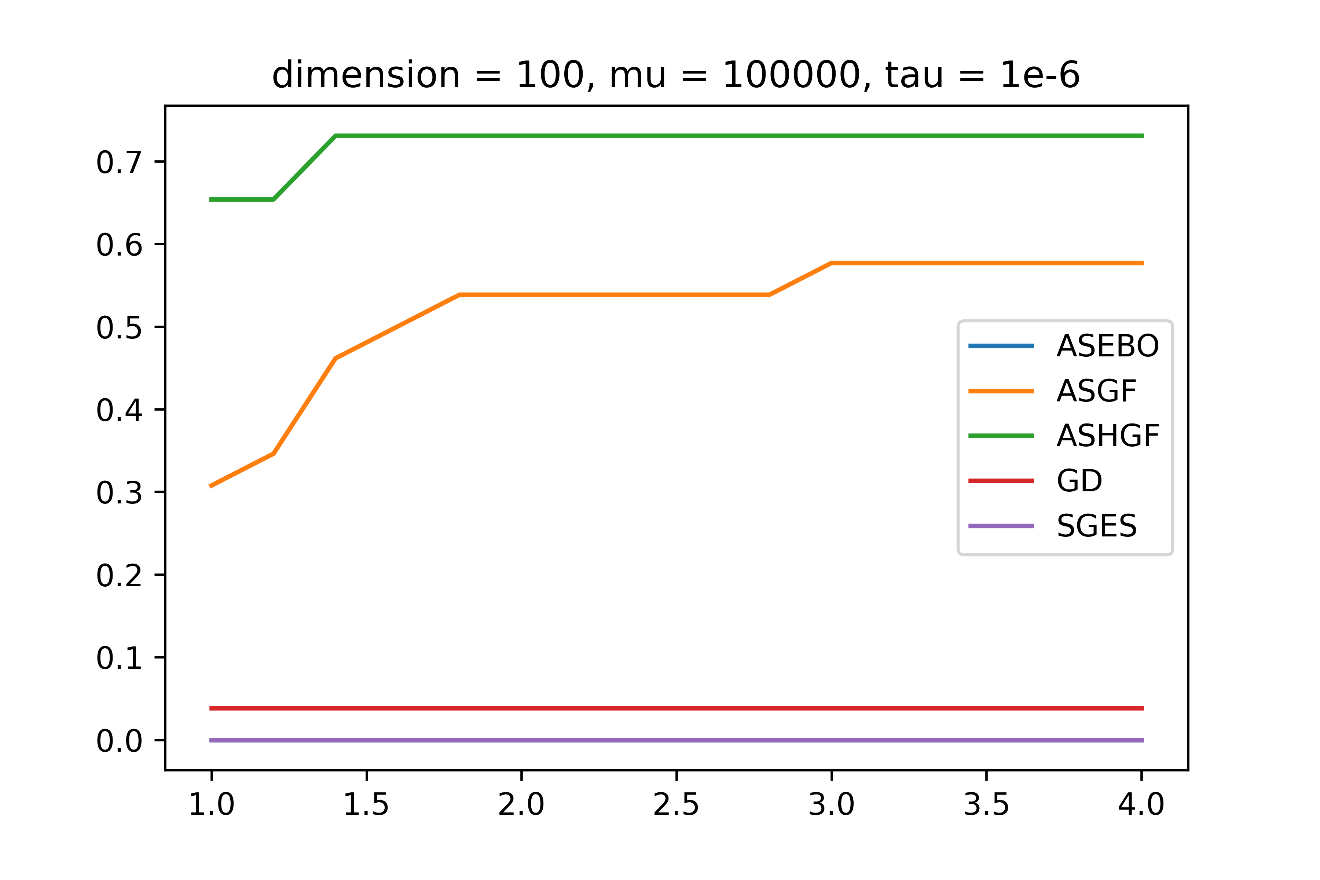 dimension = 100, mu = 100000, tau = 1e-6
0.7
0.6
0.5
0.4
0.3
0.2
0.1
0.0
ASEBO
ASGF
ASHGF
GD
SGES
1.0 1.5 2.0 2.5 3.0 3.5 4.0